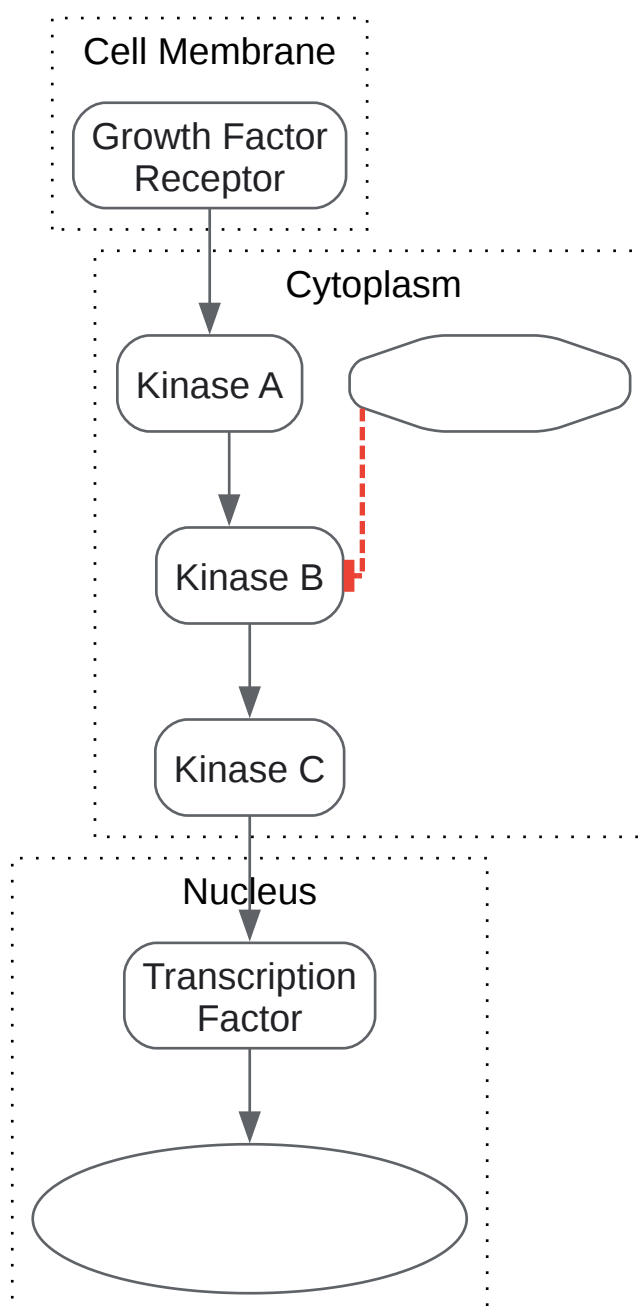 Cell Membrane
Growth Factor
Receptor
Cytoplasm
Kinase A
Kinase B
Kinase C
Nucleus
Transcription
Factor